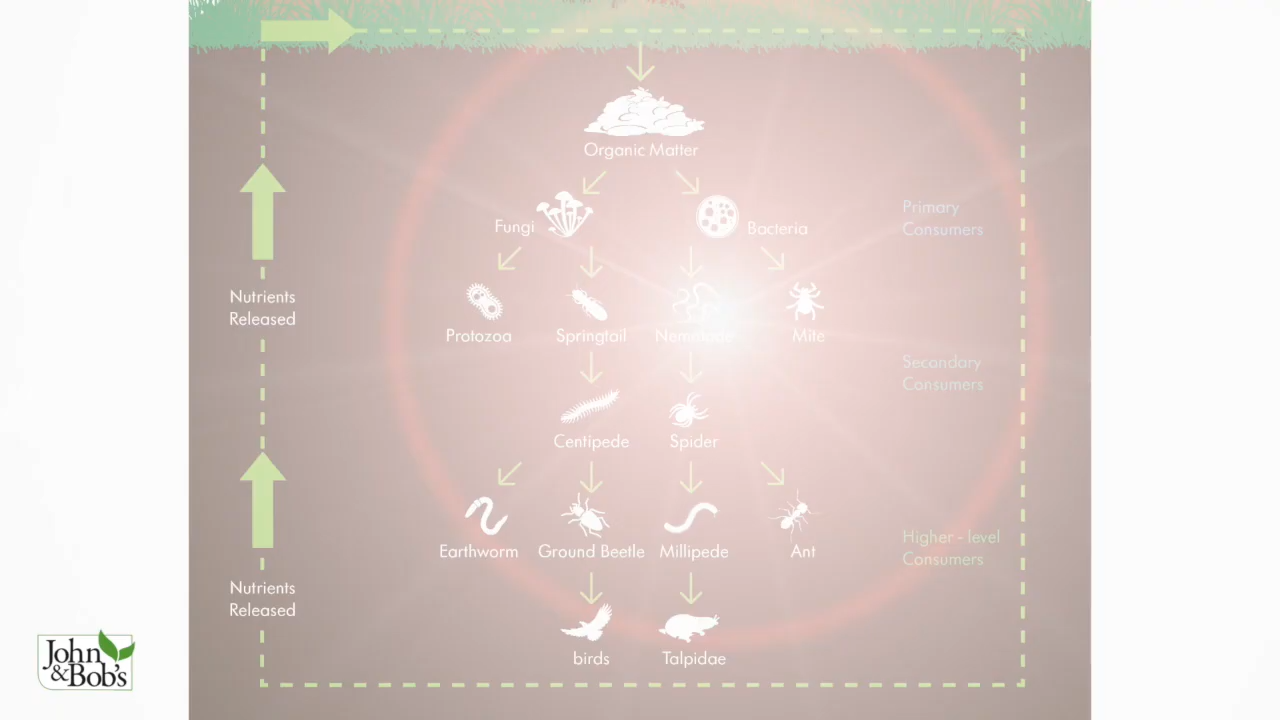 Organic Matter
Fungi
Bacteria
Primary
Consumers
Nutrients
Released
Protozoa
Springtail
Nematode
Mite
Secondary
Consumers
Centipede
Spider
Earthworm
Ground Beetle
Millipede
Ant
Higher - level
Consumers
Nutrients
Released
birds
Talpidae
John
&Bob's